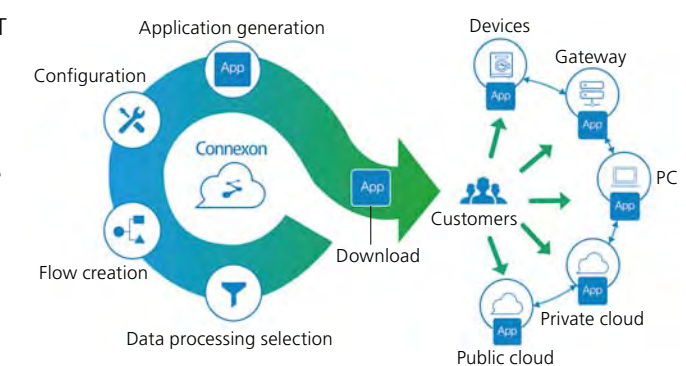 T
Application generation
App
Configuration
Connexon
Flow creation
Data processing selection
App
Download
Customers
Devices
App
Gateway
App
PC
App
Private cloud
App
Public cloud
App